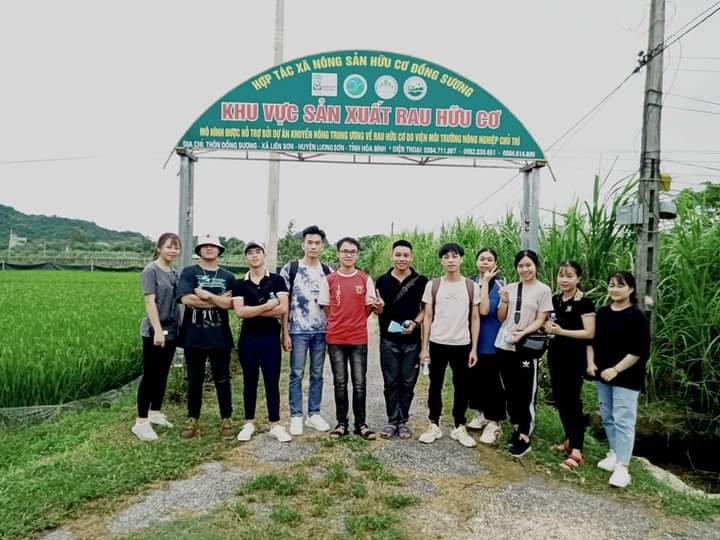 HỢP TÁC XÃ NÔNG SẢN HỮU CƠ ĐỒNG SƯƠNG
KHU VỰC SẢN XUẤT RAU HỮU CƠ
MÔ HÌNH ĐƯỢC HỖ TRỢ BỞI DỰ ÁN KHUYẾN NÔNG TRUNG ƯƠNG VỀ RAU HỮU CƠ DO VIỆN MÔI TRƯỜNG NÔNG NGHIỆP CHỦ TRÌ
ĐỊA CHỈ: THÔN ĐỒNG SƯƠNG - XÃ LIÊN SƠN - HUYỆN LƯƠNG SƠN - TỈNH HÒA BÌNH * ĐIỆN THOẠI: